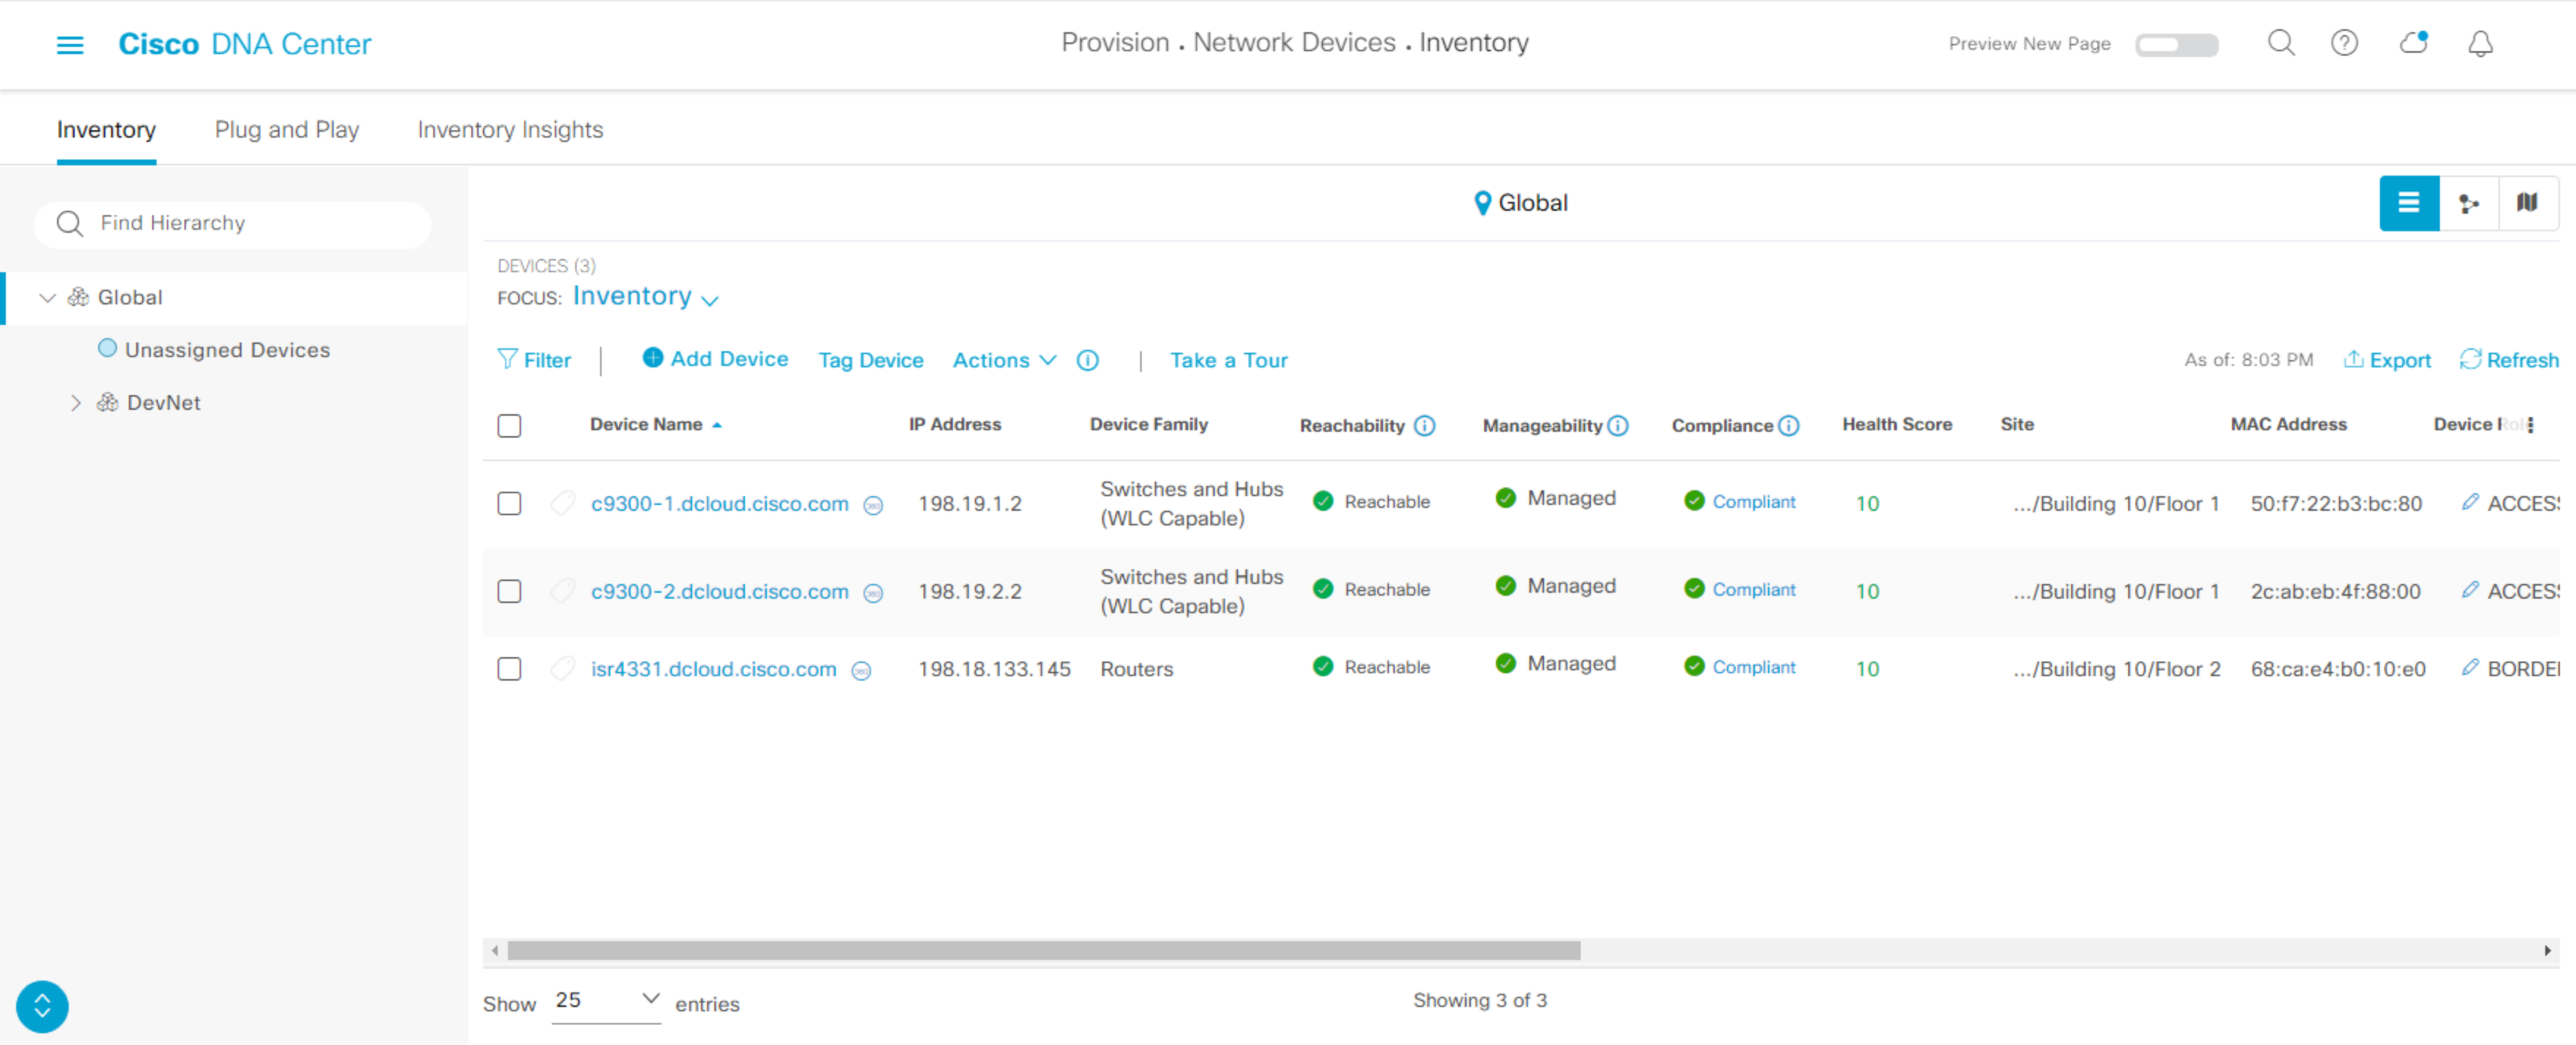 Cisco DNA Center
Provision · Network Devices · Inventory
Preview New Page
Inventory Plug and Play Inventory Insights
Find Hierarchy
Global
Unassigned Devices
DevNet
Global
DEVICES (3)
FOCUS: Inventory
Filter | Add Device Tag Device Actions | Take a Tour As of: 8:03 PM Export Refresh
Device Name IP Address Device Family Reachability Manageability Compliance Health Score Site MAC Address Device Rol
c9300-1.dcloud.cisco.com 198.19.1.2 Switches and Hubs (WLC Capable) Reachable Managed Compliant 10 .../Building 10/Floor 1 50:f7:22:b3:bc:80 ACCESS
c9300-2.dcloud.cisco.com 198.19.2.2 Switches and Hubs (WLC Capable) Reachable Managed Compliant 10 .../Building 10/Floor 1 2c:ab:eb:4f:88:00 ACCESS
isr4331.dcloud.cisco.com 198.18.133.145 Routers Reachable Managed Compliant 10 .../Building 10/Floor 2 68:ca:e4:b0:10:e0 BORDE
Show 25 entries
Showing 3 of 3